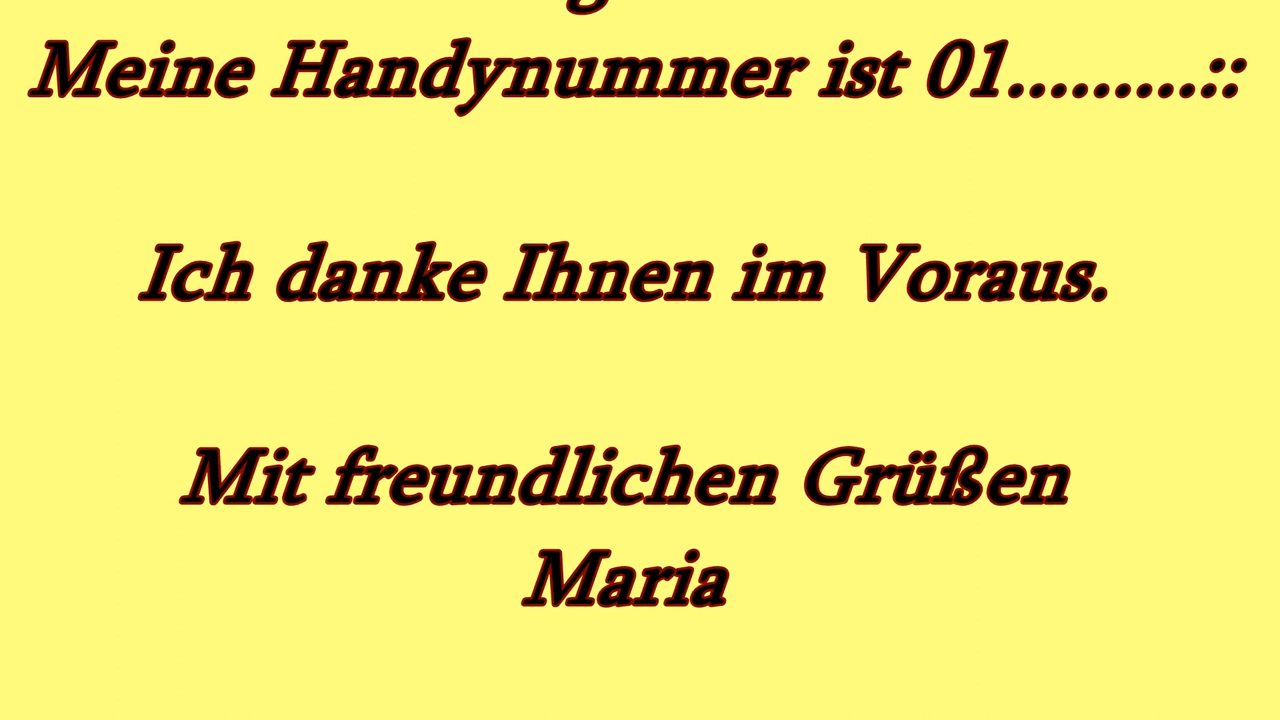 Meine Handynummer ist 01.........::
Ich danke Ihnen im Voraus.
Mit freundlichen Grüßen
Maria